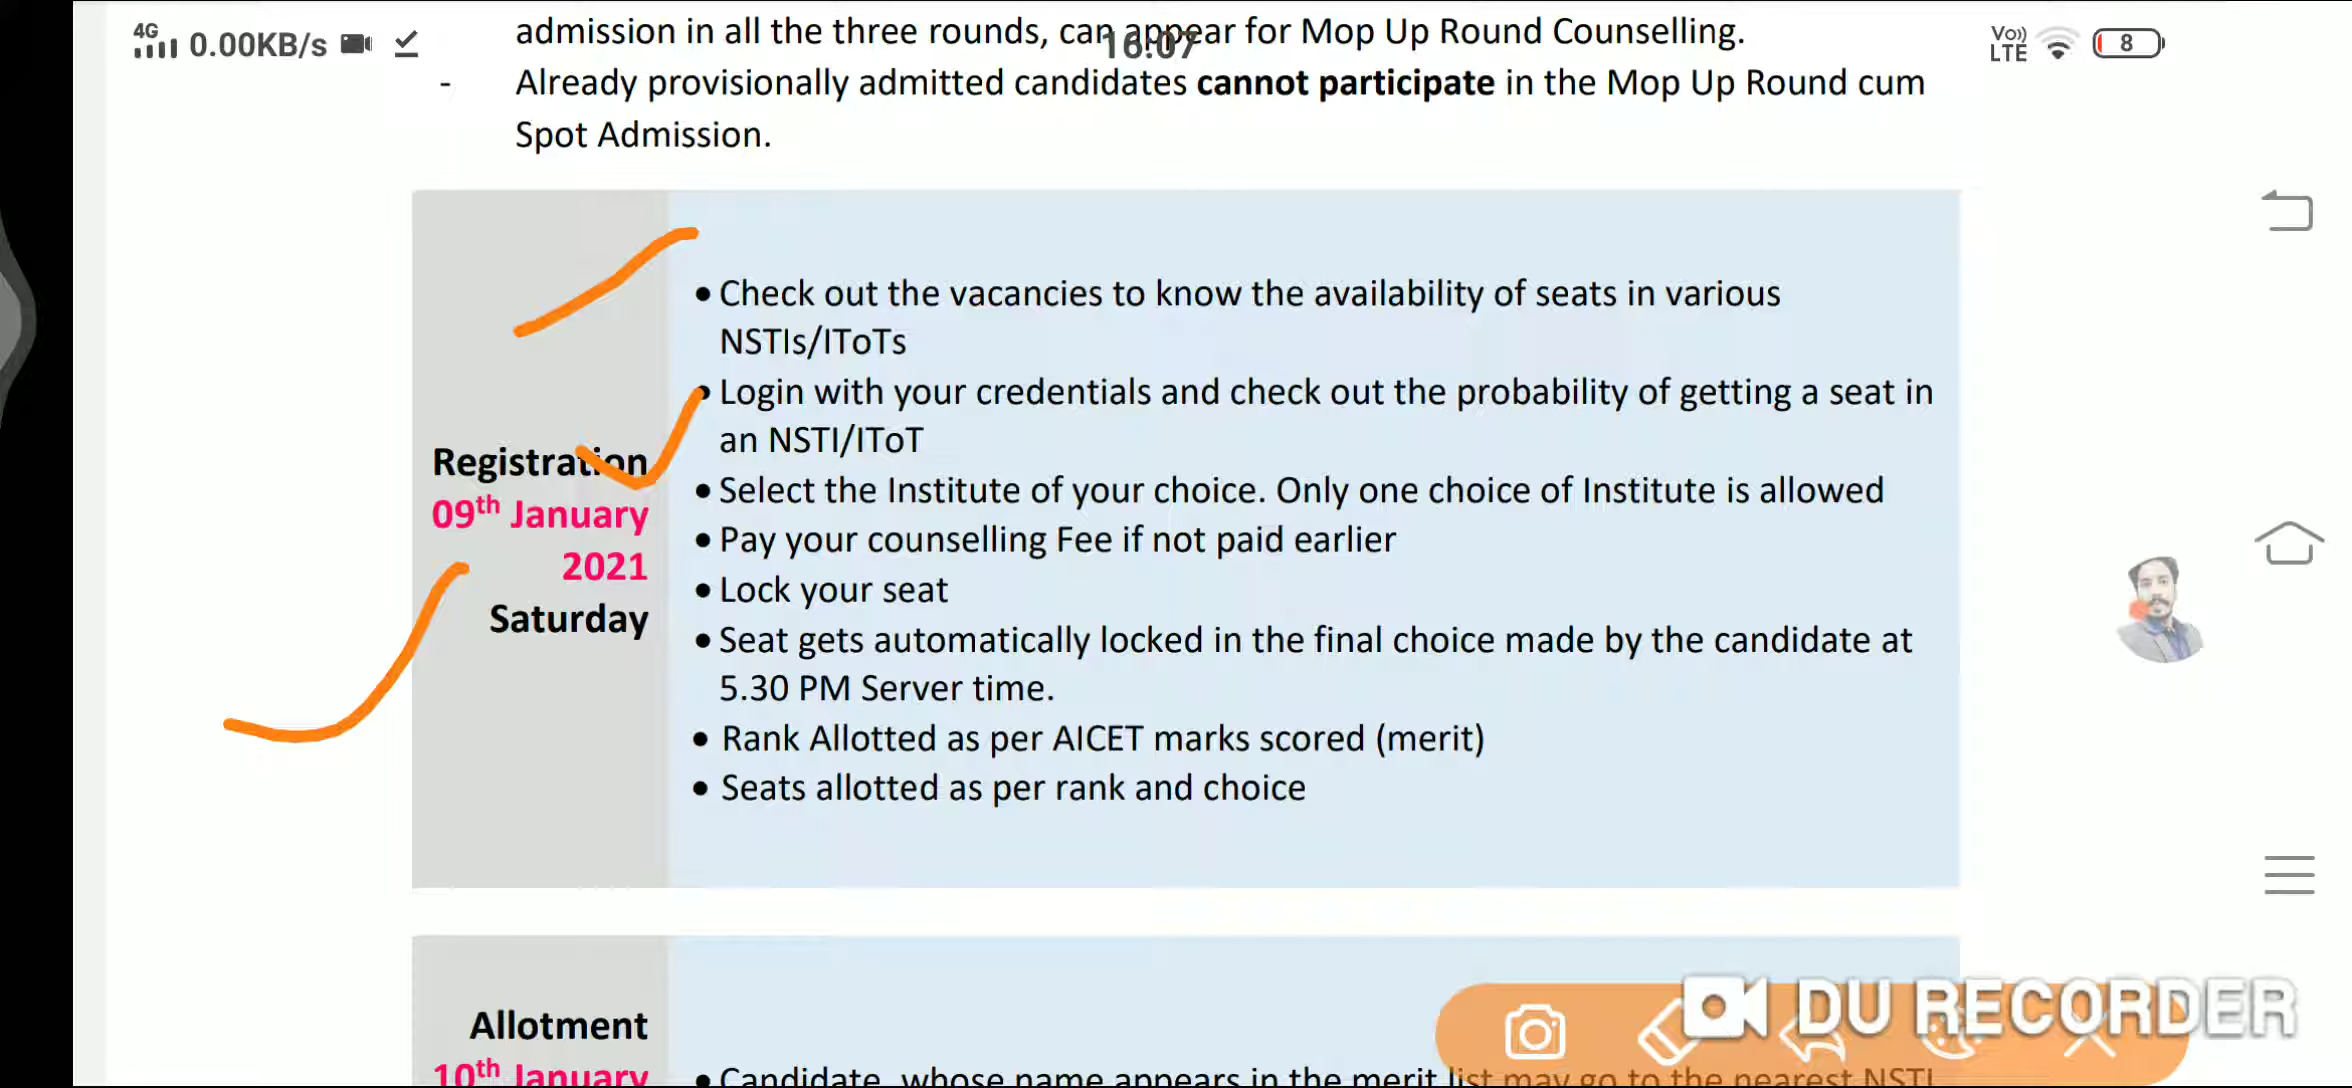 4G 0.00KB/s
16:07
Vo)) LTE
8
admission in all the three rounds, can appear for Mop Up Round Counselling.
- Already provisionally admitted candidates cannot participate in the Mop Up Round cum
Spot Admission.
• Check out the vacancies to know the availability of seats in various
NSTIs/IToTs
• Login with your credentials and check out the probability of getting a seat in
an NSTI/IToT
• Select the Institute of your choice. Only one choice of Institute is allowed
• Pay your counselling Fee if not paid earlier
• Lock your seat
• Seat gets automatically locked in the final choice made by the candidate at
5.30 PM Server time.
• Rank Allotted as per AICET marks scored (merit)
• Seats allotted as per rank and choice
Registration
09th January
2021
Saturday
Allotment
10th January
• Candidate, whose name appears in the merit list may go to the nearest NSTI
DU RECORDER